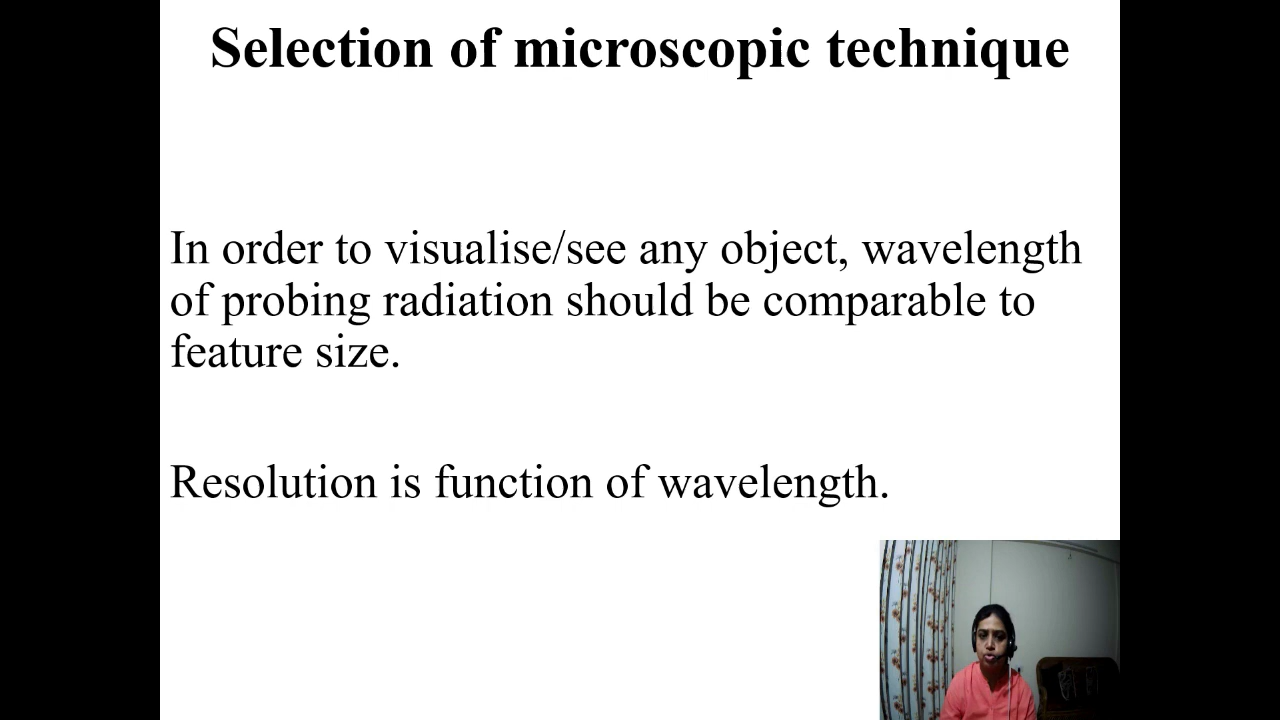 Selection of microscopic technique
In order to visualise/see any object, wavelength
of probing radiation should be comparable to
feature size.
Resolution is function of wavelength.